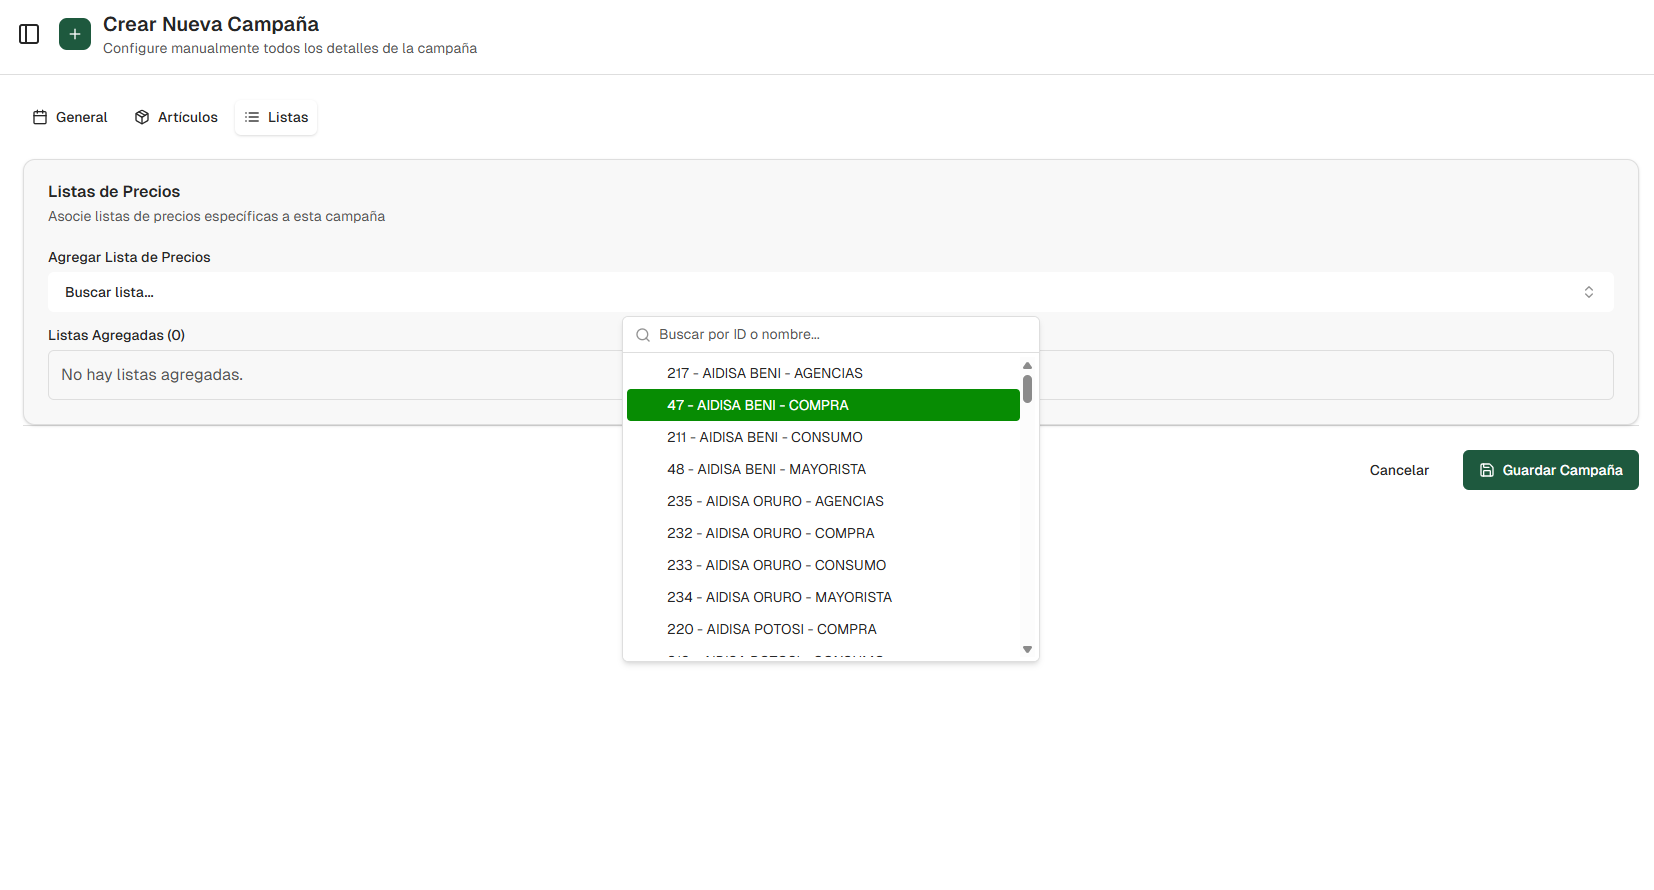 Crear Nueva Campaña
Configure manualmente todos los detalles de la campaña
General
Artículos
Listas
Listas de Precios
Asocie listas de precios específicas a esta campaña
Agregar Lista de Precios
Buscar lista...
Listas Agregadas (0)
No hay listas agregadas.
Buscar por ID o nombre...
217 - AIDISA BENI - AGENCIAS
47 - AIDISA BENI - COMPRA
211 - AIDISA BENI - CONSUMO
48 - AIDISA BENI - MAYORISTA
235 - AIDISA ORURO - AGENCIAS
232 - AIDISA ORURO - COMPRA
233 - AIDISA ORURO - CONSUMO
234 - AIDISA ORURO - MAYORISTA
220 - AIDISA POTOSI - COMPRA
Cancelar
Guardar Campaña